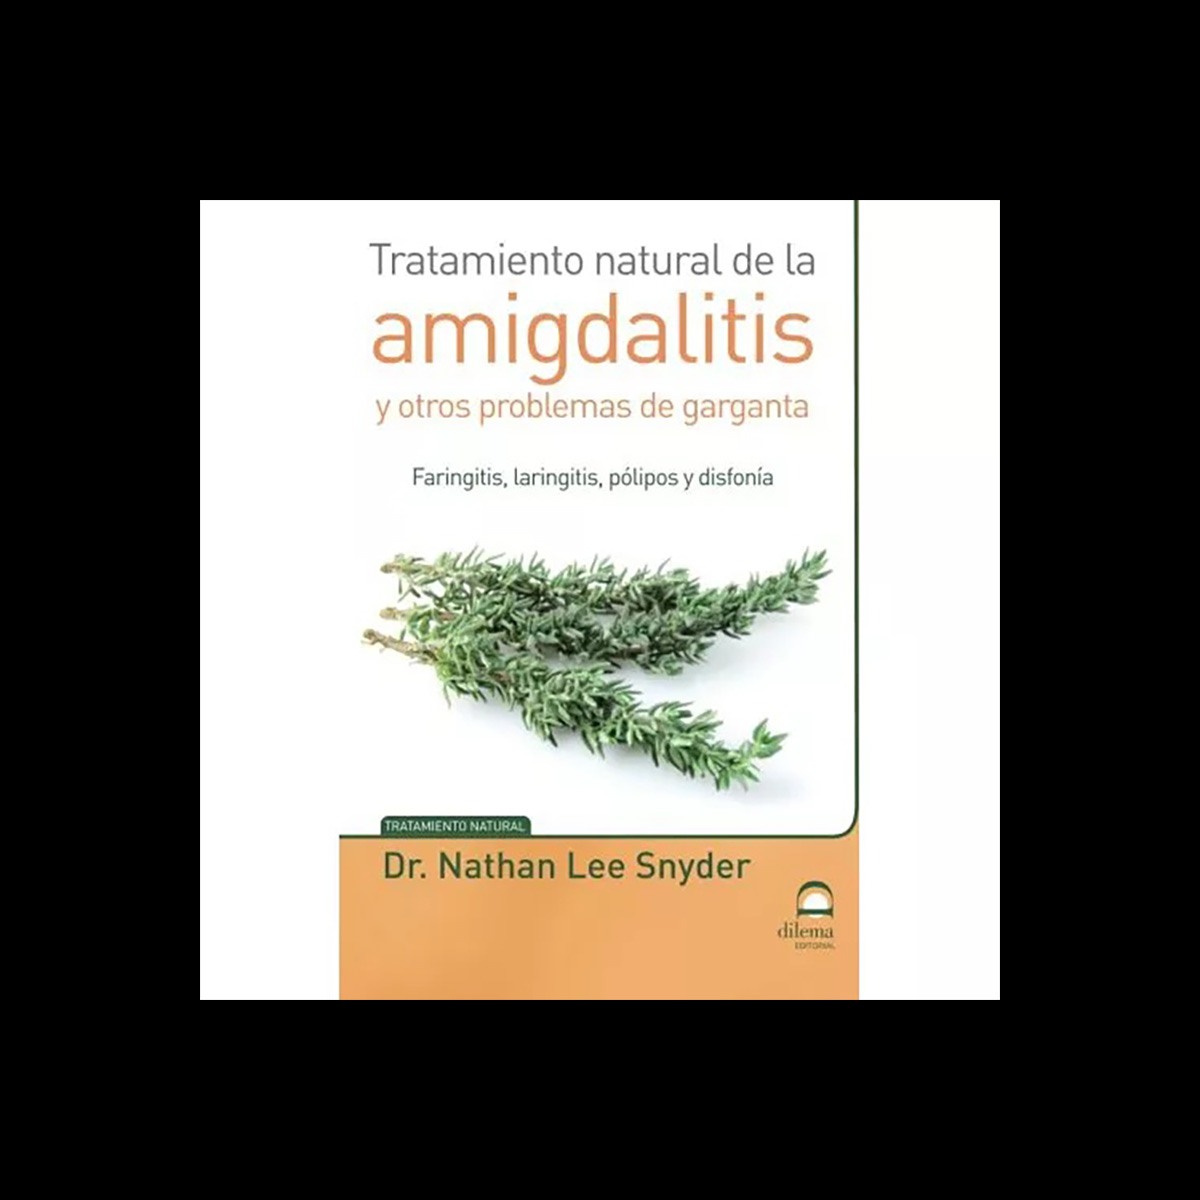 Tratamiento natural de la
amigdalitis
y otros problemas de garganta
Faringitis, laringitis, pólipos y disfonía
TRATAMIENTO NATURAL
Dr. Nathan Lee Snyder
dilema
EDITORIAL